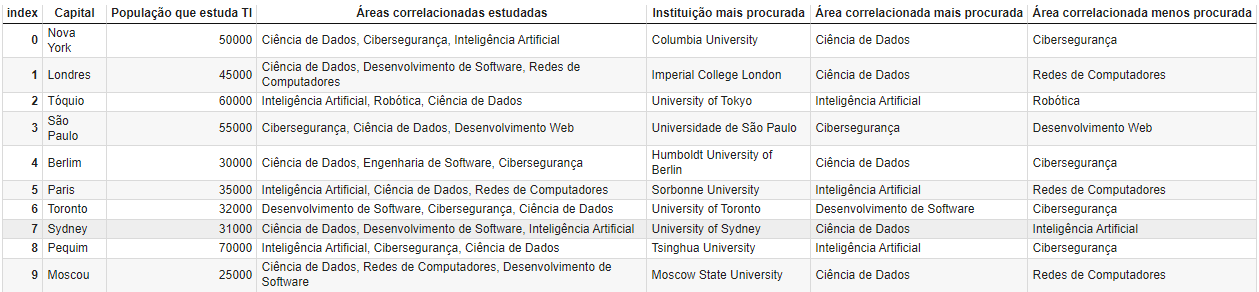 index Capital População que estuda TI Áreas correlacionadas estudadas Instituição mais procurada Área correlacionada mais procurada Área correlacionada menos procurada
0 Nova York 50000 Ciência de Dados, Cibersegurança, Inteligência Artificial Columbia University Ciência de Dados Cibersegurança
1 Londres 45000 Ciência de Dados, Desenvolvimento de Software, Redes de Computadores Imperial College London Ciência de Dados Redes de Computadores
2 Tóquio 60000 Inteligência Artificial, Robótica, Ciência de Dados University of Tokyo Inteligência Artificial Robótica
3 São Paulo 55000 Cibersegurança, Ciência de Dados, Desenvolvimento Web Universidade de São Paulo Cibersegurança Desenvolvimento Web
4 Berlim 30000 Ciência de Dados, Engenharia de Software, Cibersegurança Humboldt University of Berlin Ciência de Dados Cibersegurança
5 Paris 35000 Inteligência Artificial, Ciência de Dados, Redes de Computadores Sorbonne University Inteligência Artificial Redes de Computadores
6 Toronto 32000 Desenvolvimento de Software, Cibersegurança, Ciência de Dados University of Toronto Desenvolvimento de Software Cibersegurança
7 Sydney 31000 Ciência de Dados, Desenvolvimento de Software, Inteligência Artificial University of Sydney Ciência de Dados Inteligência Artificial
8 Pequim 70000 Inteligência Artificial, Cibersegurança, Ciência de Dados Tsinghua University Inteligência Artificial Cibersegurança
9 Moscou 25000 Ciência de Dados, Redes de Computadores, Desenvolvimento de Software Moscow State University Ciência de Dados Redes de Computadores